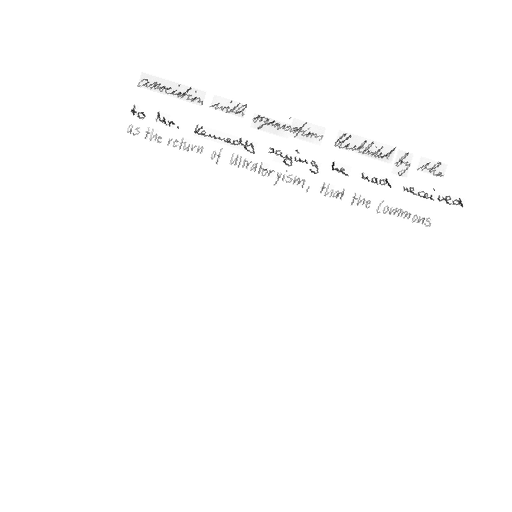 association with organisations blacklisted by the
to Mr. Kennedy saying he had received
as the return of Ultratoryism, that the Commons